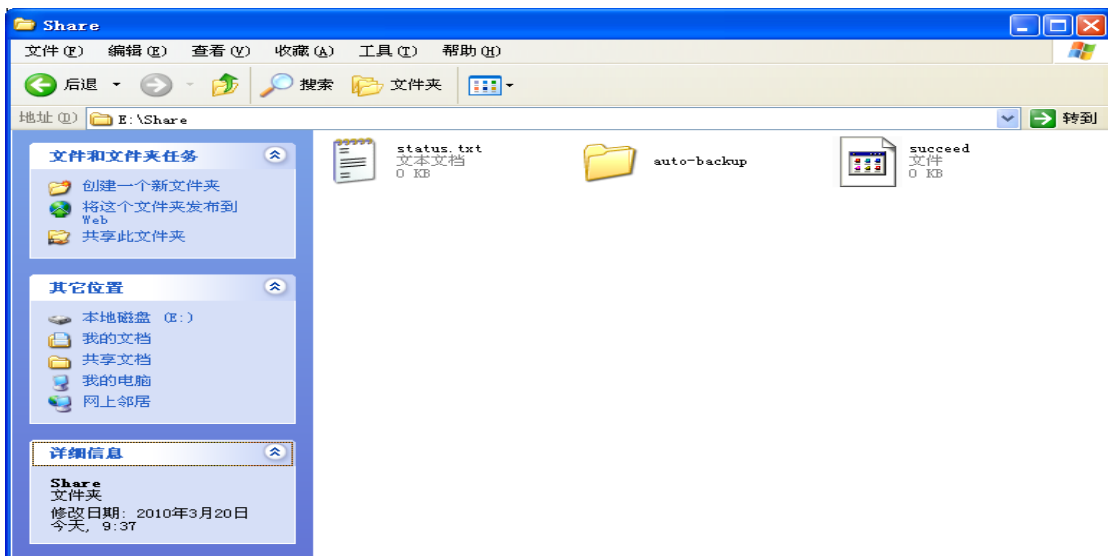 Share
文件(F) 编辑(E) 查看(V) 收藏(A) 工具(T) 帮助(H)
后退 搜索 文件夹
地址(D) E:\Share 转到
文件和文件夹任务
创建一个新文件夹
将这个文件夹发布到
Web
共享此文件夹
其它位置
本地磁盘 (E:)
我的文档
共享文档
我的电脑
网上邻居
详细信息
Share
文件夹
修改日期: 2010年3月20日
今天, 9:37
status.txt
文本文档
0 KB
auto-backup
succeed
文件
0 KB